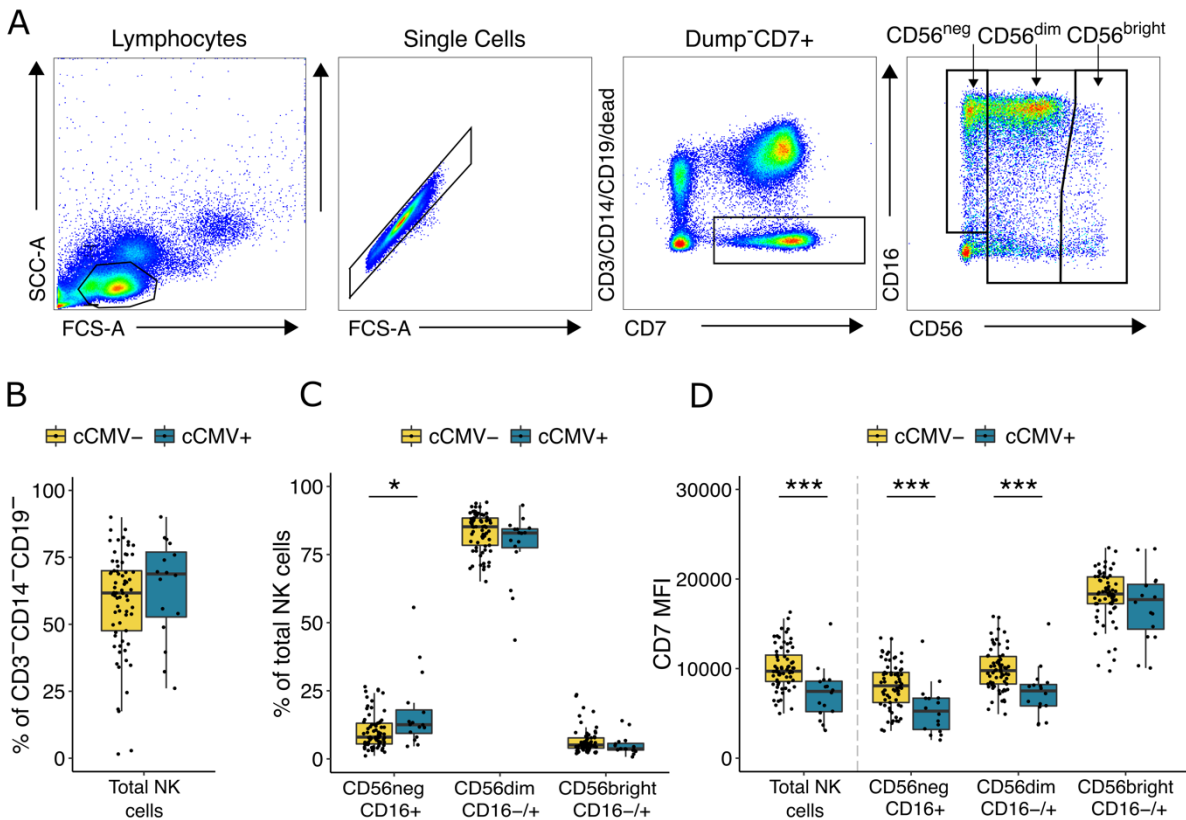 A
Lymphocytes
Single Cells
Dump⁻CD7+
CD56ⁿᵉᵍ CD56ᵈⁱᵐ CD56ᵇʳⁱᵍʰᵗ
SCC-A
FCS-A
FCS-A
CD3/CD14/CD19/dead
CD7
CD16
CD56
B
cCMV− cCMV+
% of CD3⁻CD14⁻CD19⁻
100
75
50
25
0
Total NK
cells
C
cCMV− cCMV+
% of total NK cells
100
75
50
25
0
*
CD56neg CD56dim CD56bright
CD16+ CD16−/+ CD16−/+
D
cCMV− cCMV+
CD7 MFI
30000
20000
10000
0
*** *** ***
Total NK CD56neg CD56dim CD56bright
cells CD16+ CD16−/+ CD16−/+